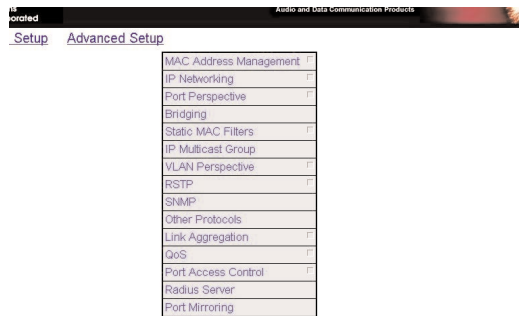 orated
Audio and Data Communication Products
Setup Advanced Setup
MAC Address Management
IP Networking
Port Perspective
Bridging
Static MAC Filters
IP Multicast Group
VLAN Perspective
RSTP
SNMP
Other Protocols
Link Aggregation
QoS
Port Access Control
Radius Server
Port Mirroring